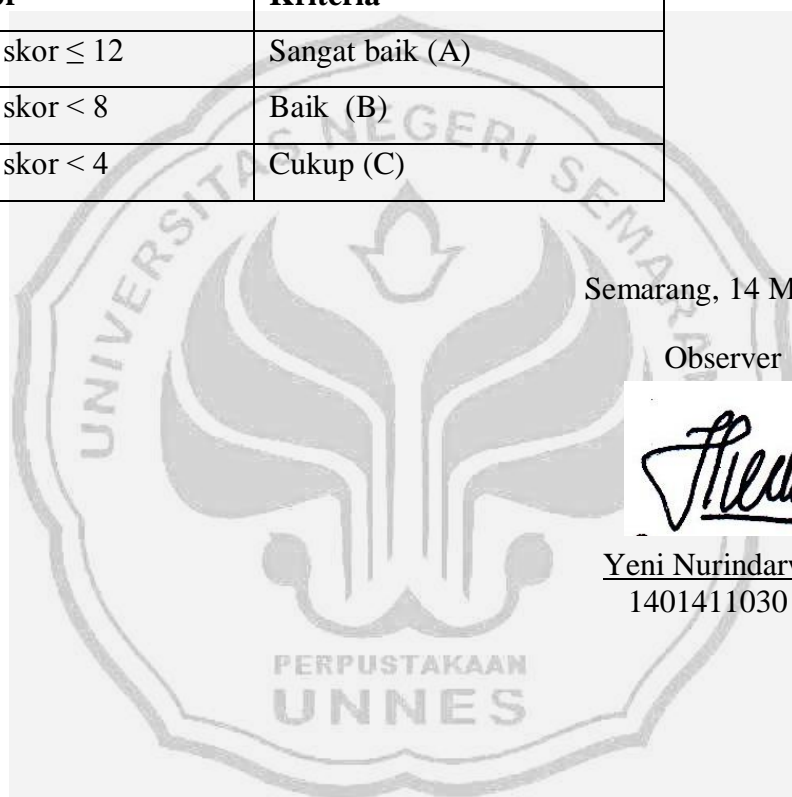 Kriteria
skor ≤ 12 Sangat baik (A)
skor < 8 Baik (B)
skor < 4 Cukup (C)
UNIVERSITAS NEGERI SEMARANG
Semarang, 14 M
Observer
Yeni Nurindar
1401411030
PERPUSTAKAAN
UNNES